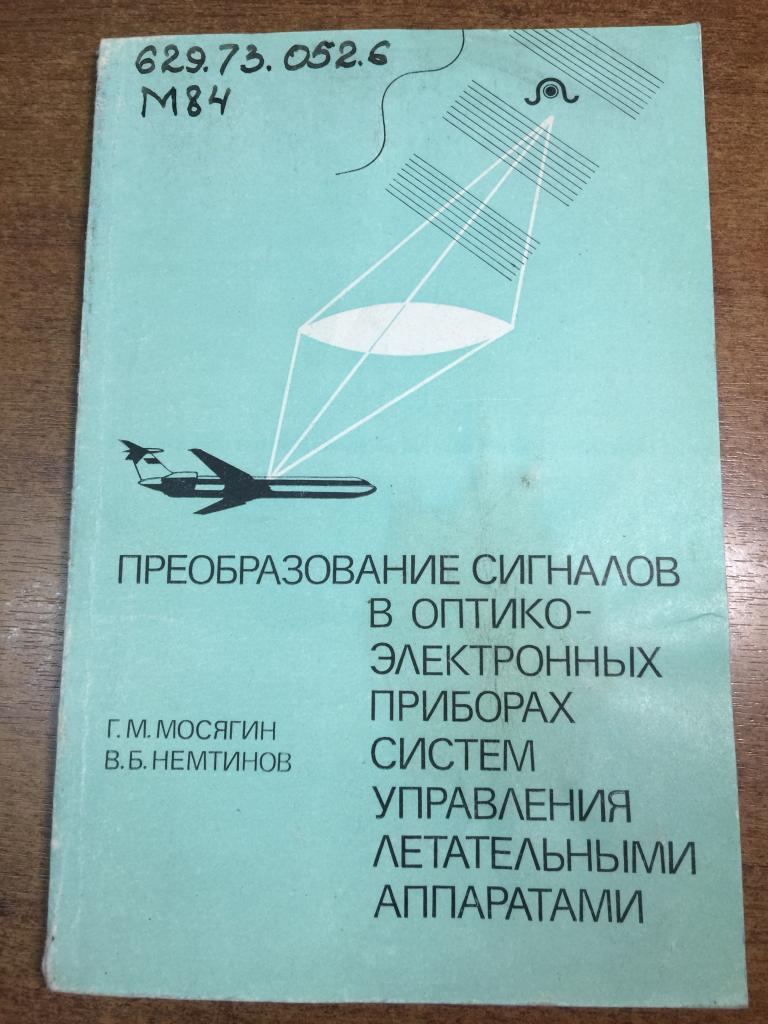 629.73.052.6
М84
ПРЕОБРАЗОВАНИЕ СИГНАЛОВ
В ОПТИКО-
ЭЛЕКТРОННЫХ
ПРИБОРАХ
СИСТЕМ
УПРАВЛЕНИЯ
ЛЕТАТЕЛЬНЫМИ
АППАРАТАМИ
Г. М. МОСЯГИН
В. Б. НЕМТИНОВ